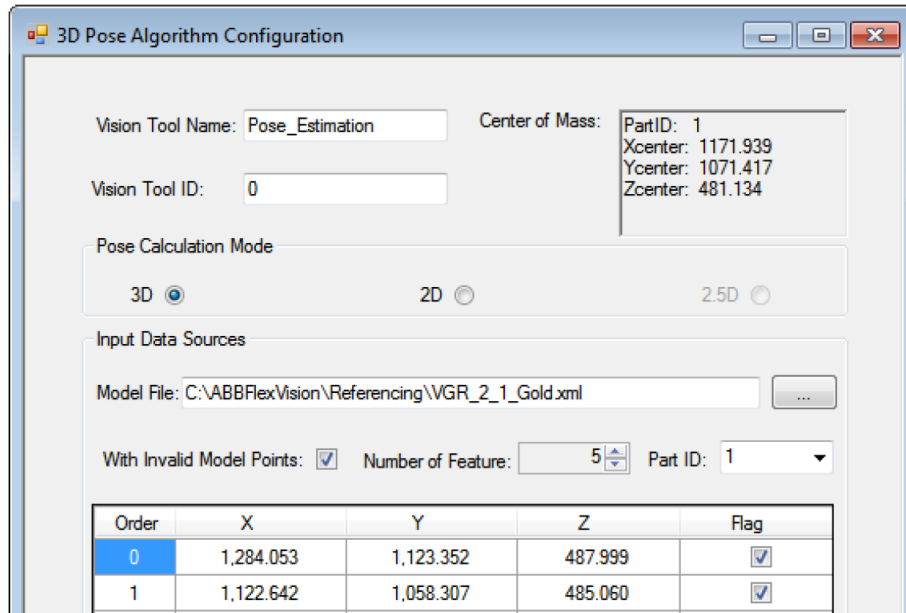 3D Pose Algorithm Configuration
Vision Tool Name: Pose_Estimation
Center of Mass:
PartID: 1
Xcenter: 1171.939
Ycenter: 1071.417
Zcenter: 481.134
Vision Tool ID: 0
Pose Calculation Mode
3D 2D 2.5D
Input Data Sources
Model File: C:\ABBFlexVision\Referencing\VGR_2_1_Gold.xml ...
With Invalid Model Points: Number of Feature: 5 Part ID: 1
Order X Y Z Flag
0 1,284.053 1,123.352 487.999
1 1,122.642 1,058.307 485.060